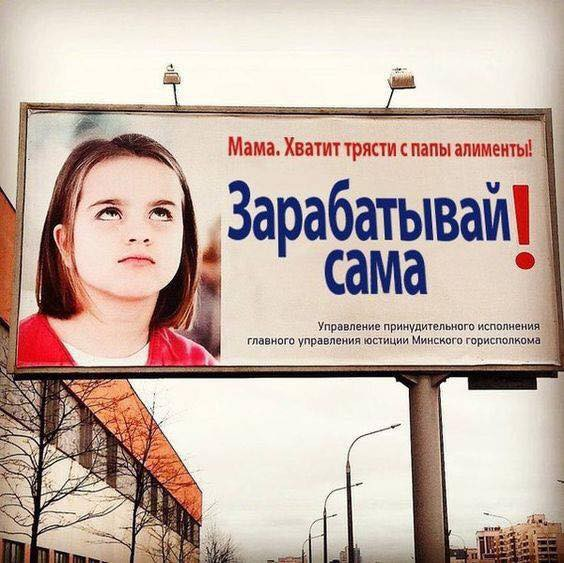 Мама. Хватит трясти с папы алименты!
Зарабатывай!
сама
Управление принудительного исполнения
главного управления юстиции Минского горисполкома